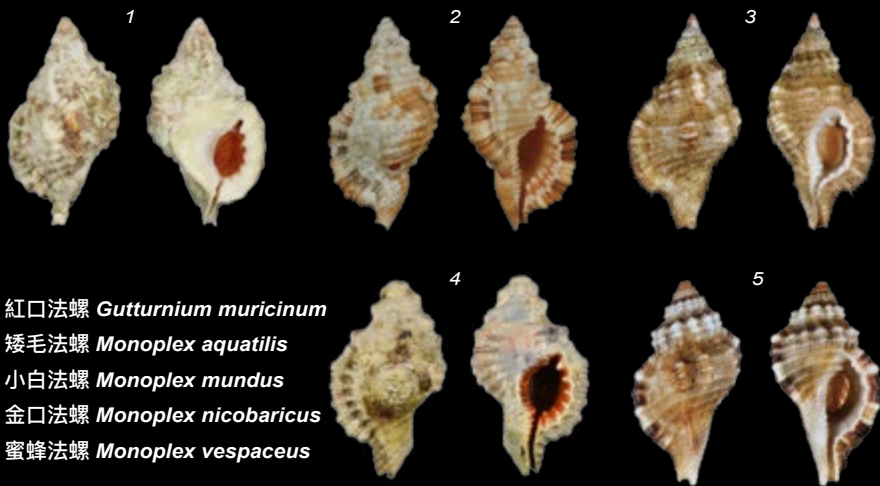 1
2
3
4
5
紅口法螺 Gutturnium muricinum
矮毛法螺 Monoplex aquatilis
小白法螺 Monoplex mundus
金口法螺 Monoplex nicobaricus
蜜蜂法螺 Monoplex vespaceus